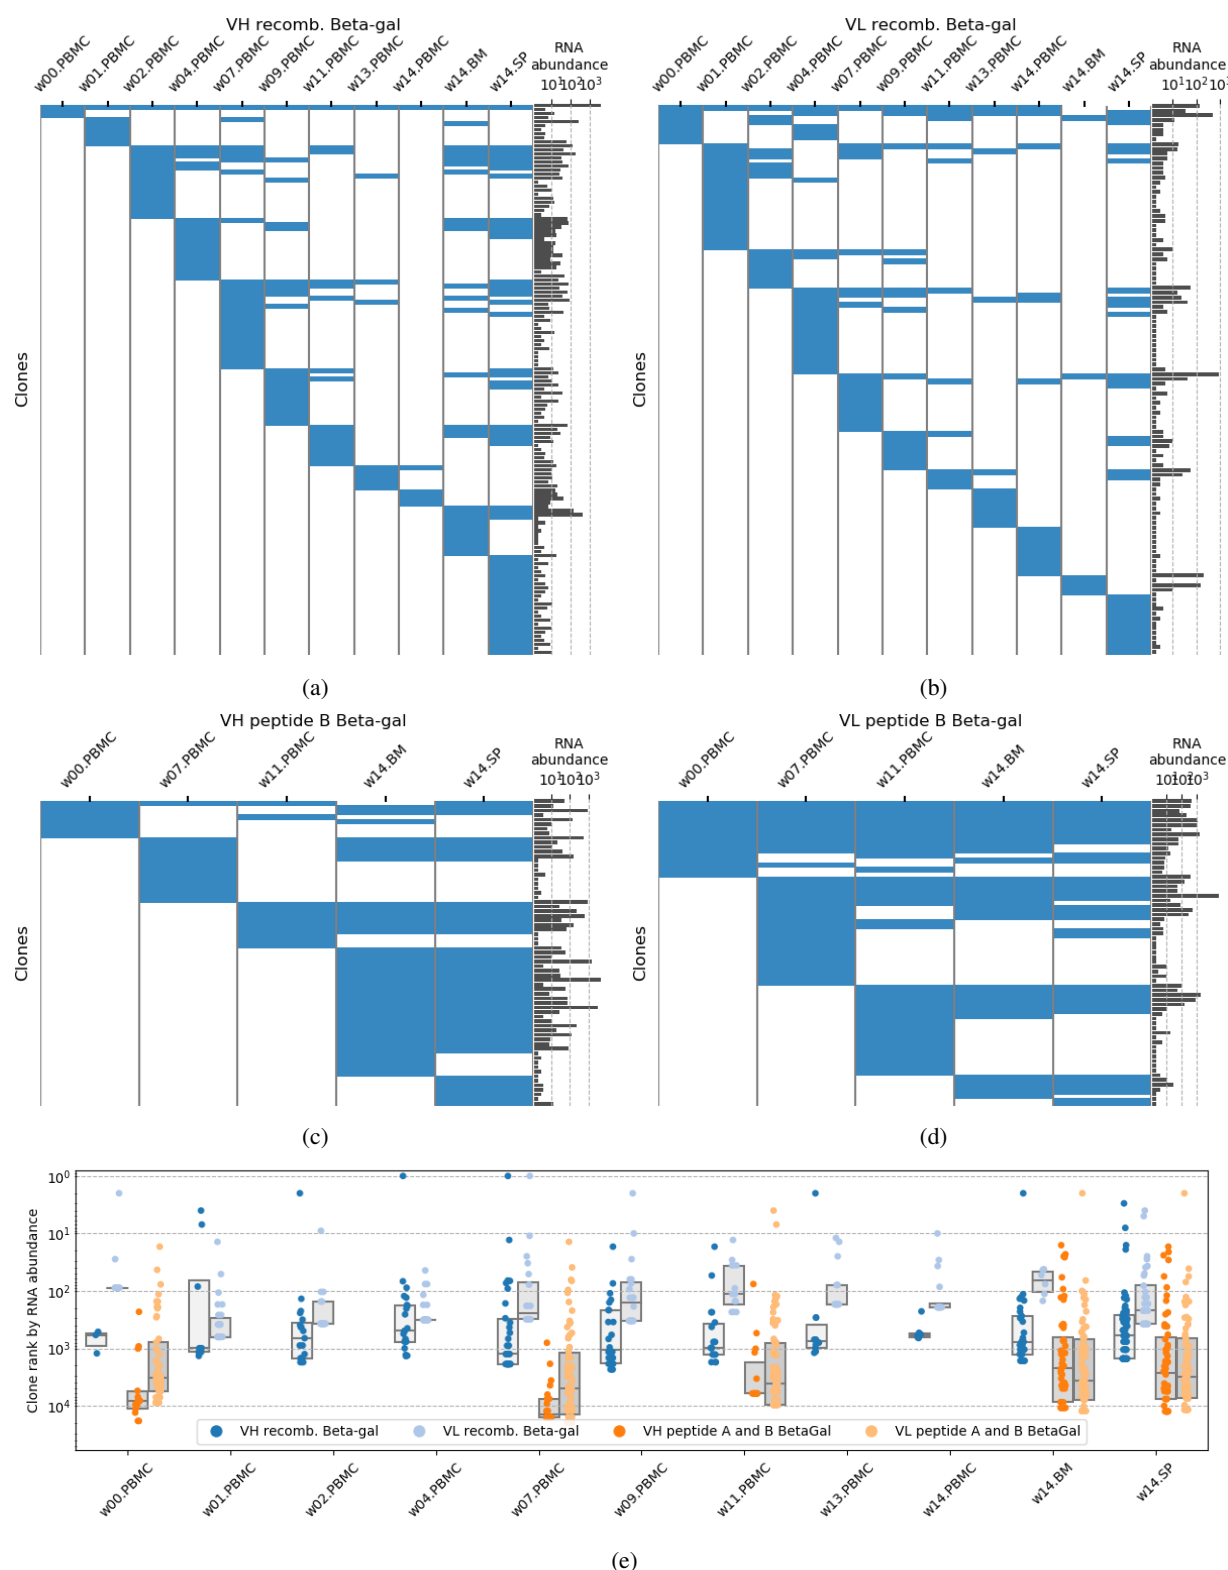 VH recomb. Beta-gal
w00.PBMC
w01.PBMC
w02.PBMC
w04.PBMC
w07.PBMC
w09.PBMC
w11.PBMC
w13.PBMC
w14.PBMC
w14.BM
w14.SP
RNA
abundance
10¹10²10³
Clones
(a)
VL recomb. Beta-gal
w00.PBMC
w01.PBMC
w02.PBMC
w04.PBMC
w07.PBMC
w09.PBMC
w11.PBMC
w13.PBMC
w14.PBMC
w14.BM
w14.SP
RNA
abundance
10¹10²10³
Clones
(b)
VH peptide B Beta-gal
w00.PBMC
w07.PBMC
w11.PBMC
w14.BM
w14.SP
RNA
abundance
10¹10²10³
Clones
(c)
VL peptide B Beta-gal
w00.PBMC
w07.PBMC
w11.PBMC
w14.BM
w14.SP
RNA
abundance
10¹10²10³
Clones
(d)
Clone rank by RNA abundance
10⁰
10¹
10²
10³
10⁴
VH recomb. Beta-gal
VL recomb. Beta-gal
VH peptide A and B BetaGal
VL peptide A and B BetaGal
w00.PBMC
w01.PBMC
w02.PBMC
w04.PBMC
w07.PBMC
w09.PBMC
w11.PBMC
w13.PBMC
w14.PBMC
w14.BM
w14.SP
(e)